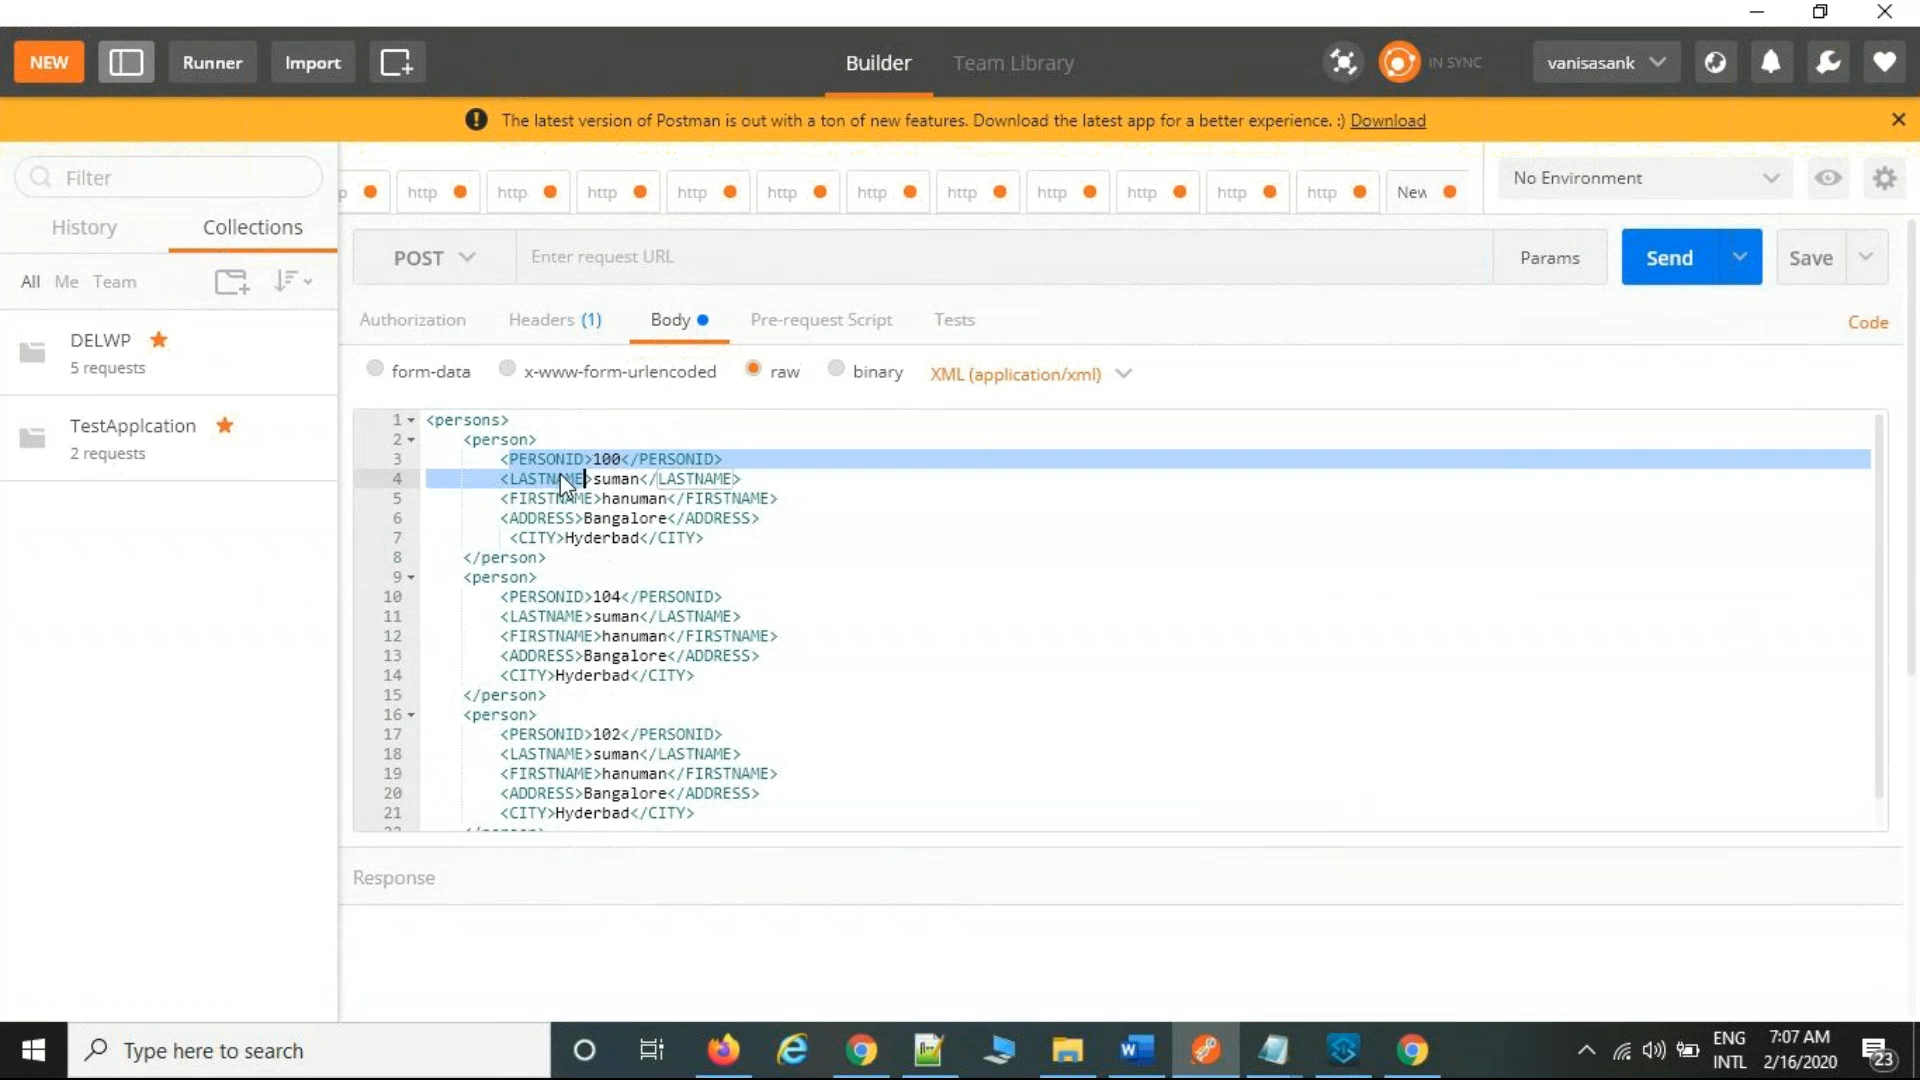 NEW Runner Import Builder Team Library IN SYNC vanisasank
The latest version of Postman is out with a ton of new features. Download the latest app for a better experience. :) Download
Filter
p http http http http http http http http http http http New No Environment
History Collections
POST Enter request URL Params Send Save
All Me Team
Authorization Headers (1) Body Pre-request Script Tests Code
DELWP
5 requests
form-data x-www-form-urlencoded raw binary XML (application/xml)
TestApplcation
2 requests
1 <persons>
2 <person>
3 <PERSONID>100</PERSONID>
4 <LASTNAME>suman</LASTNAME>
5 <FIRSTNAME>hanuman</FIRSTNAME>
6 <ADDRESS>Bangalore</ADDRESS>
7 <CITY>Hyderbad</CITY>
8 </person>
9 <person>
10 <PERSONID>104</PERSONID>
11 <LASTNAME>suman</LASTNAME>
12 <FIRSTNAME>hanuman</FIRSTNAME>
13 <ADDRESS>Bangalore</ADDRESS>
14 <CITY>Hyderbad</CITY>
15 </person>
16 <person>
17 <PERSONID>102</PERSONID>
18 <LASTNAME>suman</LASTNAME>
19 <FIRSTNAME>hanuman</FIRSTNAME>
20 <ADDRESS>Bangalore</ADDRESS>
21 <CITY>Hyderbad</CITY>
Response
Type here to search
ENG 7:07 AM
INTL 2/16/2020 23